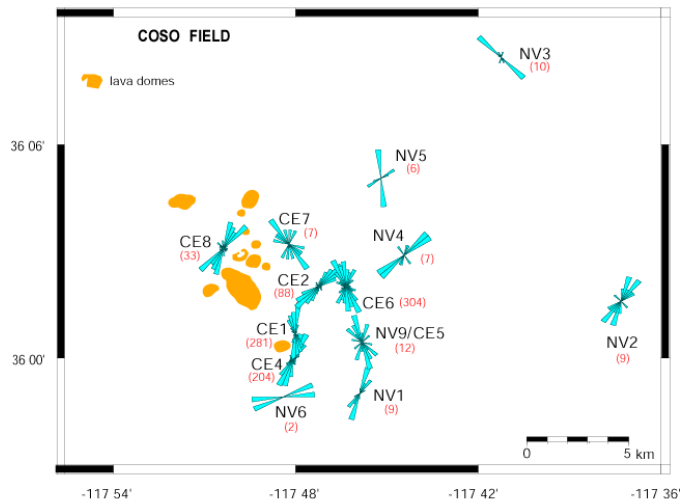 COSO FIELD
NV3
(10)
lava domes
36 06'
NV5
(6)
CE7
(7)
NV4
(7)
CE8
(33)
CE2
(88)
CE6 (304)
CE1
(281)
NV9/CE5
(12)
NV2
(9)
36 00'
CE4
(204)
NV1
(9)
NV6
(2)
0 5 km
-117 54' -117 48' -117 42' -117 36'